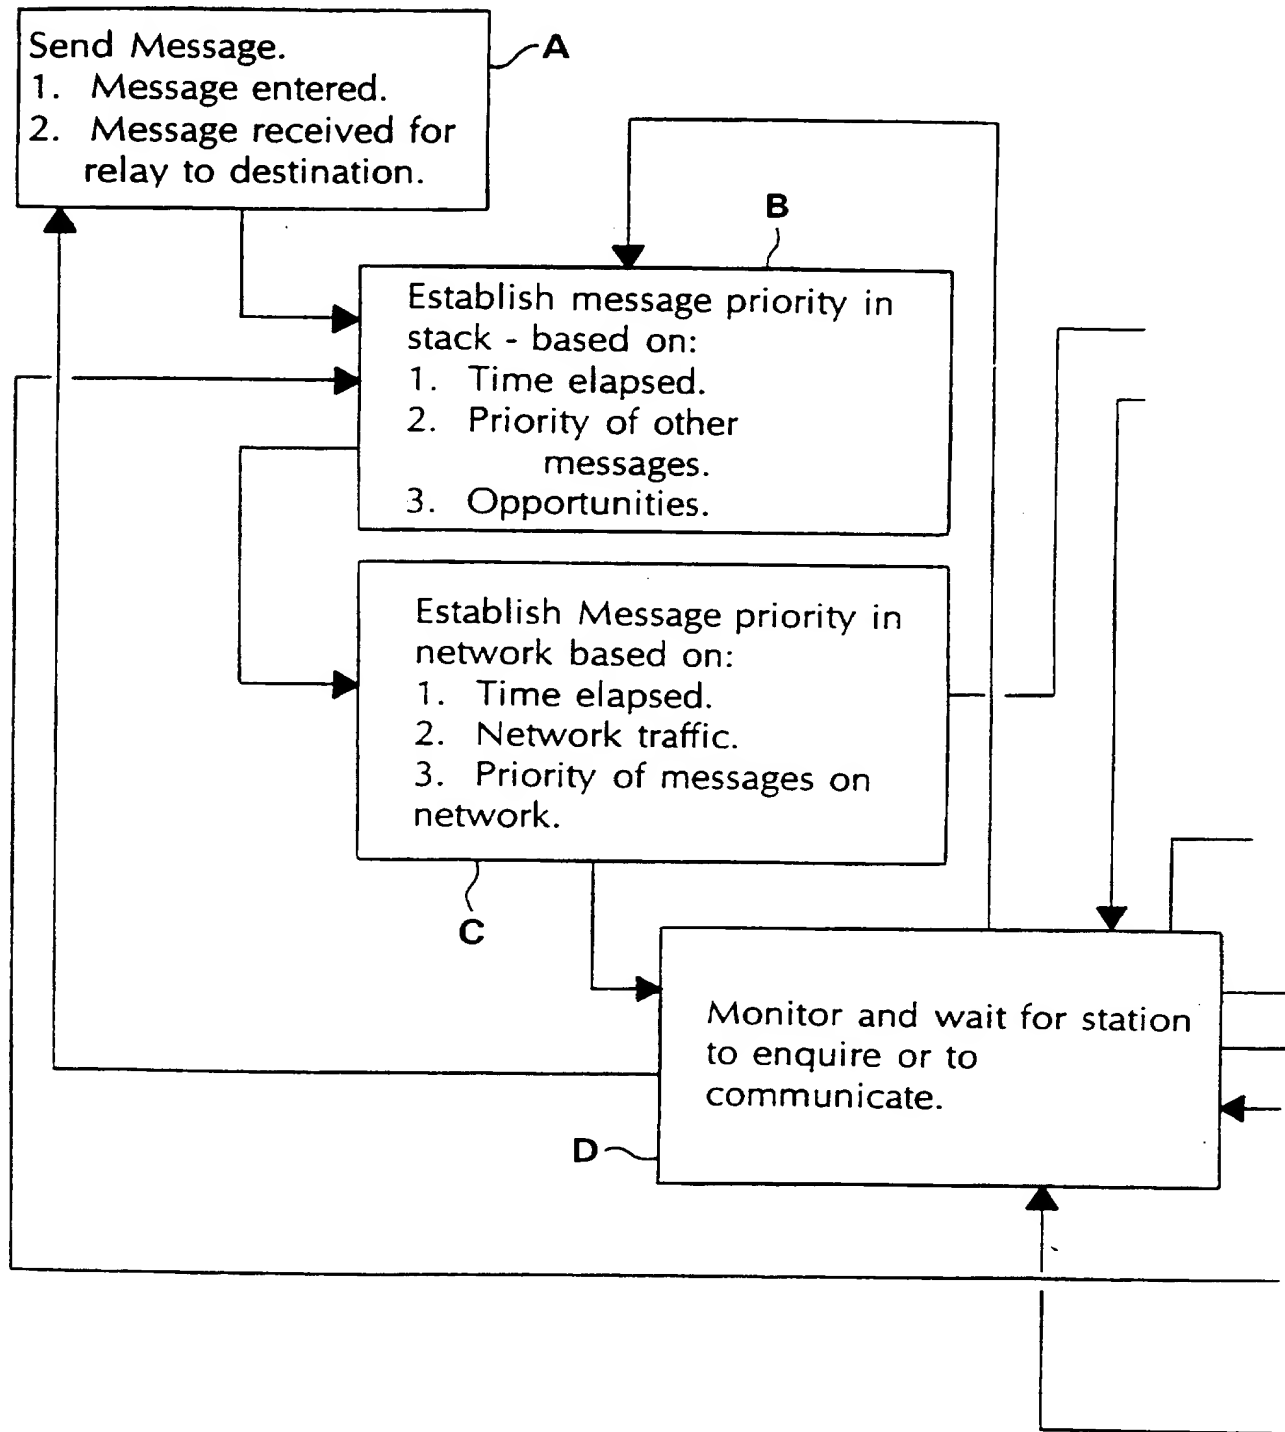 Send Message.
1. Message entered.
2. Message received for
relay to destination.
A
B
Establish message priority in
stack - based on:
1. Time elapsed.
2. Priority of other
messages.
3. Opportunities.
Establish Message priority in
network based on:
1. Time elapsed.
2. Network traffic.
3. Priority of messages on
network.
C
Monitor and wait for station
to enquire or to
communicate.
D